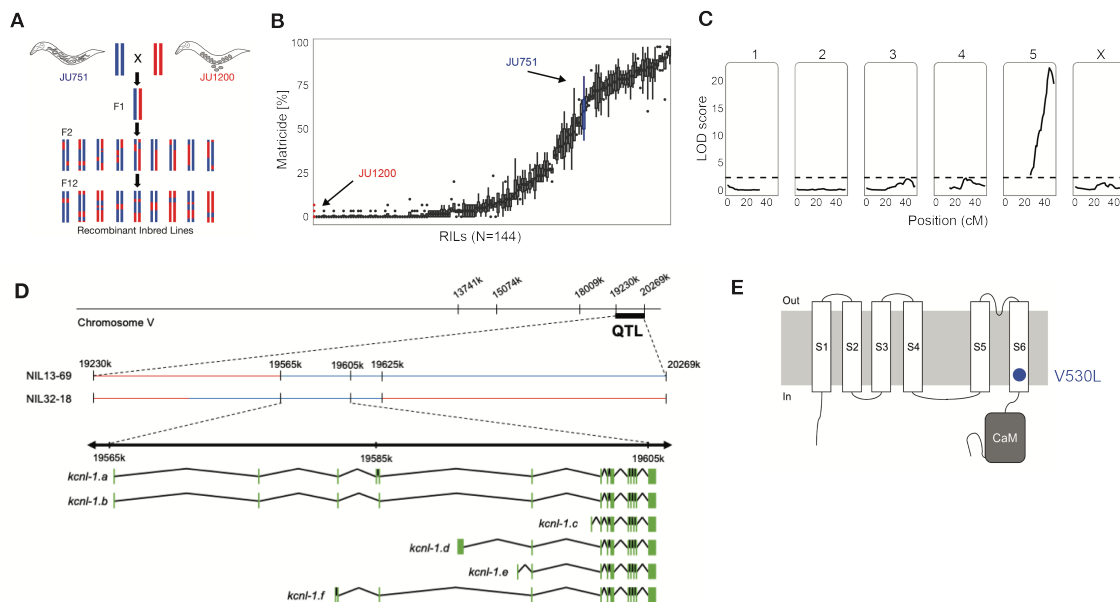 A
JU751
X
JU1200
F1
F2
F12
Recombinant Inbred Lines
B
Matricide [%]
100
75
50
25
0
JU751
JU1200
RILs (N=144)
C
1 2 3 4 5 X
LOD score
20
15
10
5
0
0 20 40 0 20 40 0 20 40 0 20 40 0 20 40 0 20 40
Position (cM)
D
13741k 15074k 18009k 19230k 20269k
Chromosome V
QTL
19230k 19565k 19605k 19625k 20269k
NIL13-69
NIL32-18
19565k 19585k 19605k
kcnl-1.a
kcnl-1.b
kcnl-1.c
kcnl-1.d
kcnl-1.e
kcnl-1.f
E
Out
S1 S2 S3 S4 S5 S6
V530L
In
CaM